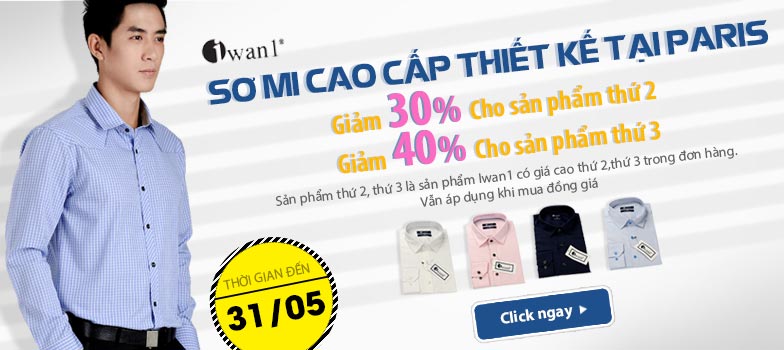 1wan1®
SƠ MI CAO CẤP THIẾT KẾ TẠI PARIS
Giảm 30% Cho sản phẩm thứ 2
Giảm 40% Cho sản phẩm thứ 3
Sản phẩm thứ 2, thứ 3 là sản phẩm Iwan1 có giá cao thứ 2,thứ 3 trong đơn hàng.
Vẫn áp dụng khi mua đồng giá
THỜI GIAN ĐẾN
31/05
Click ngay